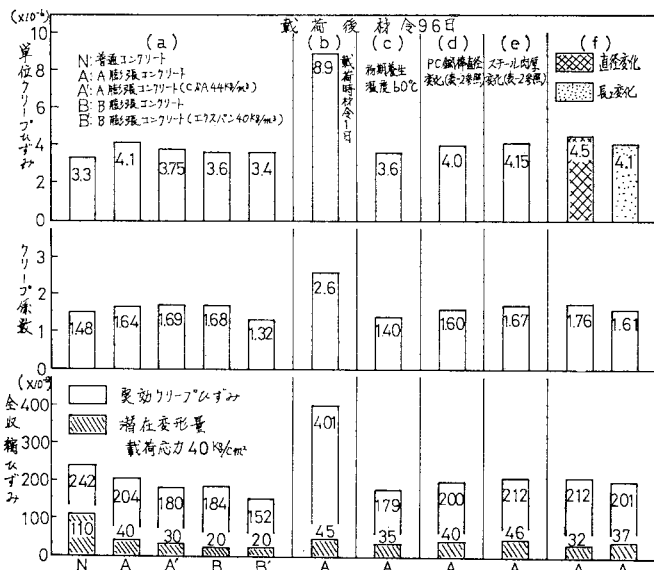 載荷後材令96日
(×10⁻⁶)
単位クリープひずみ
10
8
6
4
2
0
(a)
N: 普通コンクリート
A: A膨張コンクリート
A': A膨張コンクリート(CSA44kg/m³)
B: B膨張コンクリート
B': B膨張コンクリート(エクスパン40kg/m³)
3.3
4.1
3.75
3.6
3.4
(b)
8.9
載荷時材令1日
(c)
初期養生
温度60℃
3.6
(d)
PC鋼棒直径
変化(表-2参照)
4.0
(e)
スチール肉厚
変化(表-2参照)
4.15
(f)
直径変化
長さ変化
4.5
4.1
クリープ係数
3
2
1
0
1.48
1.64
1.69
1.68
1.32
2.6
1.40
1.60
1.67
1.76
1.61
(×10⁻⁶)
全収縮ひずみ
400
300
200
100
0
実効クリープひずみ
潜在変形量
載荷応力40kg/cm²
242
204
180
184
152
401
179
200
212
212
201
110
40
30
20
20
45
35
40
46
32
37
N
A
A'
B
B'
A
A
A
A
A
A